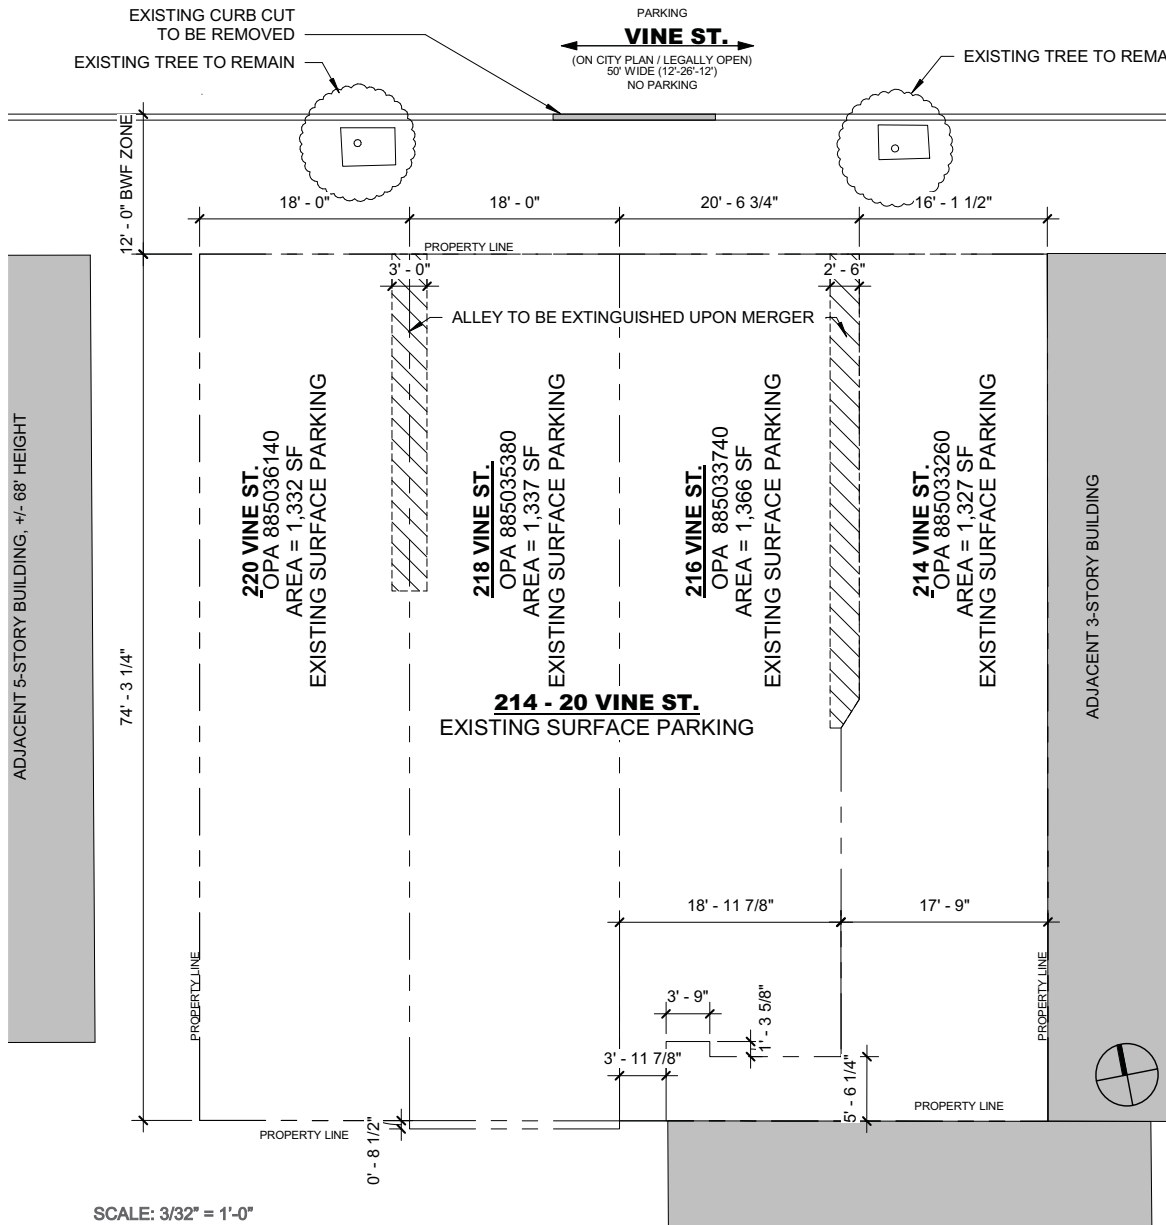 EXISTING CURB CUT
TO BE REMOVED
EXISTING TREE TO REMAIN
PARKING
VINE ST.
(ON CITY PLAN / LEGALLY OPEN)
50' WIDE (12'-26'-12')
NO PARKING
EXISTING TREE TO REMA
12' - 0" BWF ZONE
18' - 0"
18' - 0"
20' - 6 3/4"
16' - 1 1/2"
PROPERTY LINE
3' - 0"
2' - 6"
ALLEY TO BE EXTINGUISHED UPON MERGER
ADJACENT 5-STORY BUILDING, +/- 68' HEIGHT
74' - 3 1/4"
220 VINE ST.
OPA 885036140
AREA = 1,332 SF
EXISTING SURFACE PARKING
218 VINE ST.
OPA 885035380
AREA = 1,337 SF
EXISTING SURFACE PARKING
216 VINE ST.
OPA 885033740
AREA = 1,366 SF
EXISTING SURFACE PARKING
214 VINE ST.
OPA 885033260
AREA = 1,327 SF
EXISTING SURFACE PARKING
ADJACENT 3-STORY BUILDING
214 - 20 VINE ST.
EXISTING SURFACE PARKING
18' - 11 7/8"
17' - 9"
PROPERTY LINE
PROPERTY LINE
3' - 9"
1' - 3 5/8"
3' - 11 7/8"
5' - 6 1/4"
PROPERTY LINE
PROPERTY LINE
0' - 8 1/2"
SCALE: 3/32" = 1'-0"